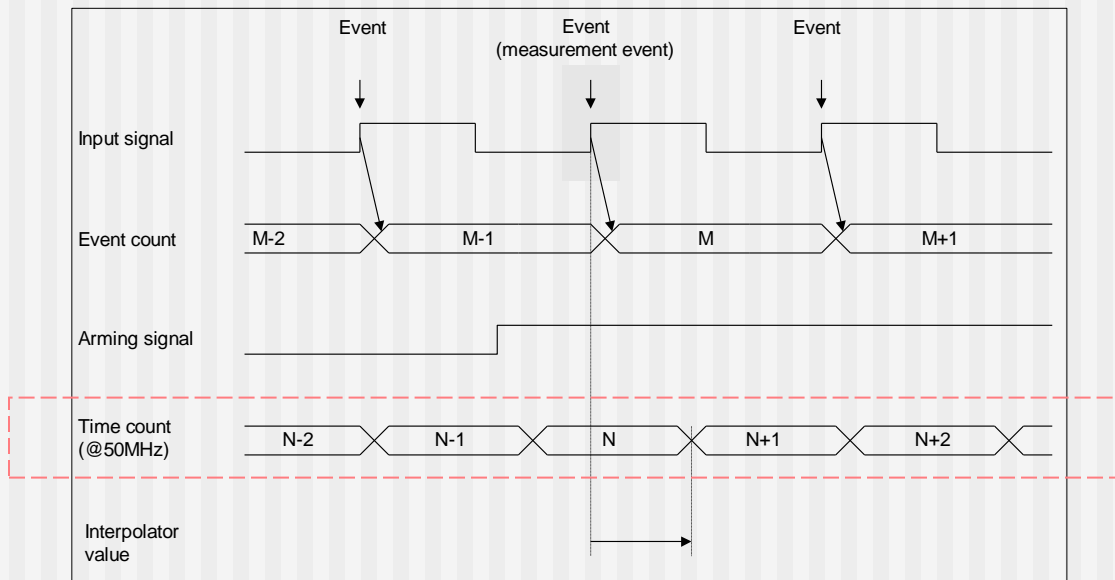 Event
Event
(measurement event)
Event
Input signal
Event count
M-2
M-1
M
M+1
Arming signal
Time count
(@50MHz)
N-2
N-1
N
N+1
N+2
Interpolator
value